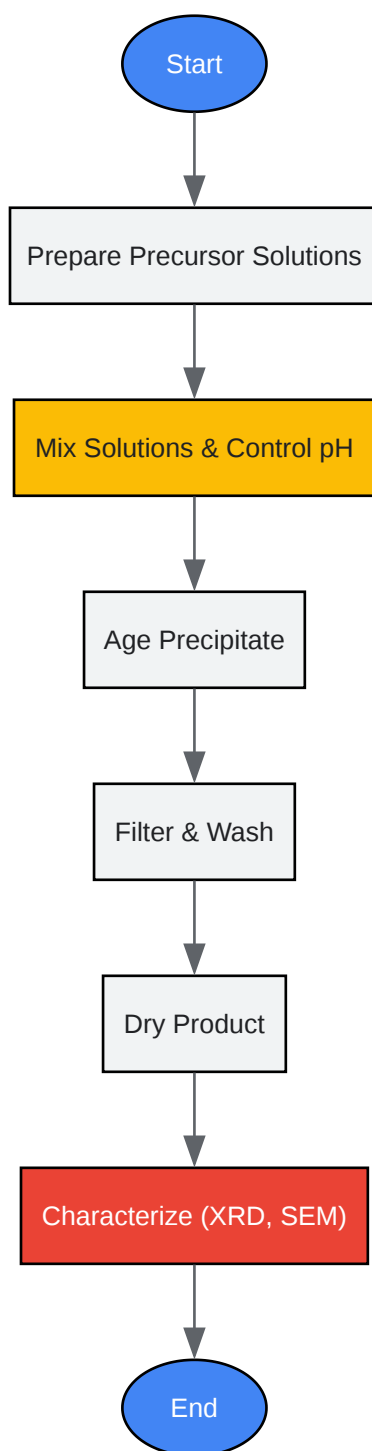 Start
Prepare Precursor Solutions
Mix Solutions & Control pH
Age Precipitate
Filter & Wash
Dry Product
Characterize (XRD, SEM)
End